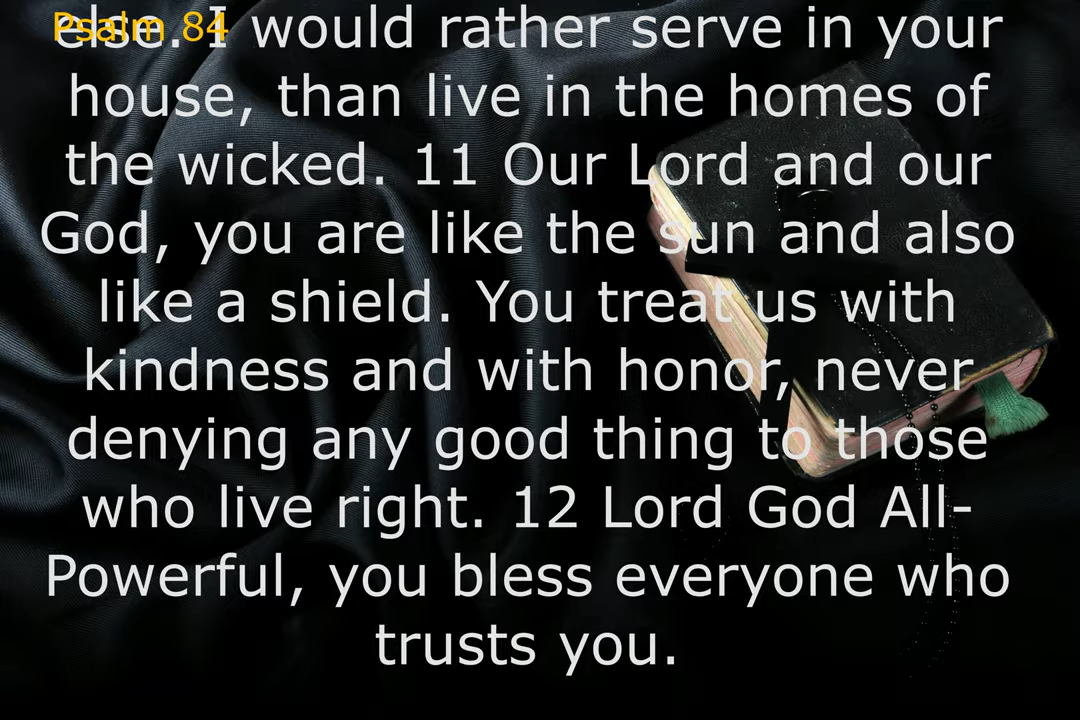 Psalm 84
else. I would rather serve in your
house, than live in the homes of
the wicked. 11 Our Lord and our
God, you are like the sun and also
like a shield. You treat us with
kindness and with honor, never
denying any good thing to those
who live right. 12 Lord God All-
Powerful, you bless everyone who
trusts you.